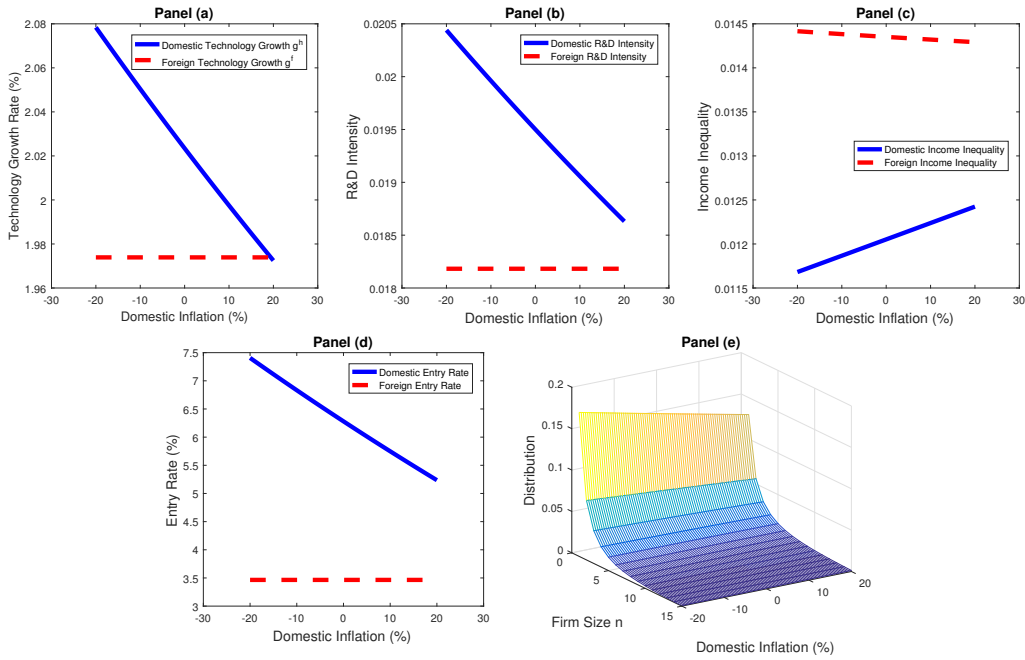 Panel (a)
2.08
2.06
2.04
2.02
2
1.98
1.96
-30 -20 -10 0 10 20 30
Technology Growth Rate (%)
Domestic Inflation (%)
Domestic Technology Growth g^h
Foreign Technology Growth g^f
Panel (b)
0.0205
0.02
0.0195
0.019
0.0185
0.018
-30 -20 -10 0 10 20 30
R&D Intensity
Domestic Inflation (%)
Domestic R&D Intensity
Foreign R&D Intensity
Panel (c)
0.0145
0.014
0.0135
0.013
0.0125
0.012
0.0115
-30 -20 -10 0 10 20 30
Income Inequality
Domestic Inflation (%)
Domestic Income Inequality
Foreign Income Inequality
Panel (d)
7.5
7
6.5
6
5.5
5
4.5
4
3.5
3
-30 -20 -10 0 10 20 30
Entry Rate (%)
Domestic Inflation (%)
Domestic Entry Rate
Foreign Entry Rate
Panel (e)
0.2
0.15
0.1
0.05
0
Distribution
0
5
10
15
Firm Size n
-20
-10
0
10
20
Domestic Inflation (%)